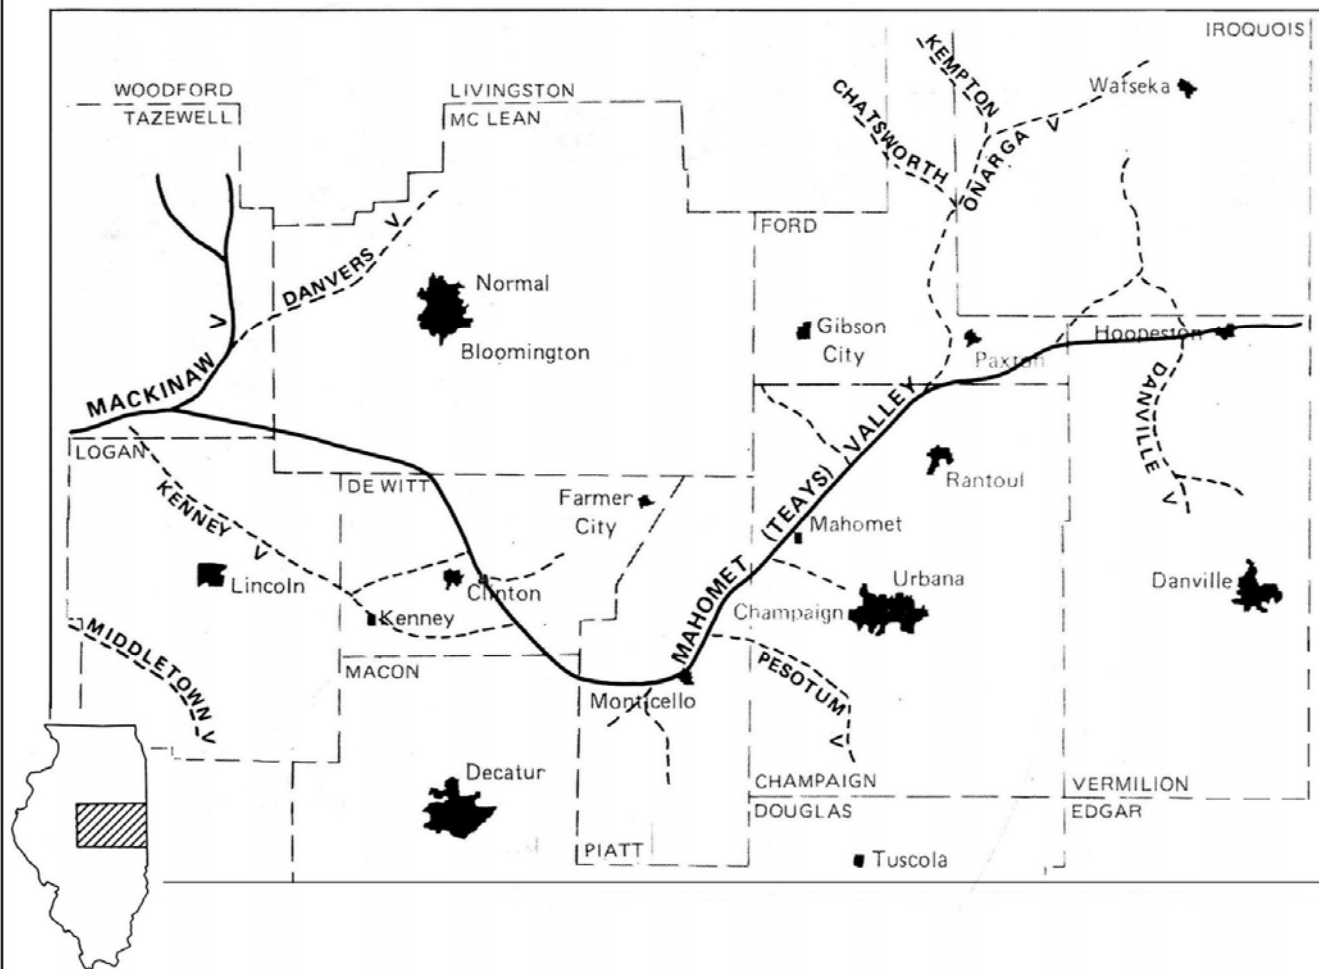 IROQUOIS
KEMPTON
Watseka
CHATSWORTH
WOODFORD
TAZEWELL
LIVINGSTON
MC LEAN
ONARGA
V
V
V
FORD
DANVERS
Normal
Bloomington
V
Gibson
City
Paxton
Hoopeston
MACKINAW
DANVILLE
V
LOGAN
KENNEY
V
DE WITT
Farmer
City
MAHOMET (TEAYS) VALLEY
Rantoul
Mahomet
Lincoln
Clinton
Kenney
Urbana
Champaign
Danville
MIDDLETOWN
V
MACON
Monticello
PESOTUM
V
Decatur
CHAMPAIGN
DOUGLAS
VERMILION
EDGAR
PIATT
Tuscola